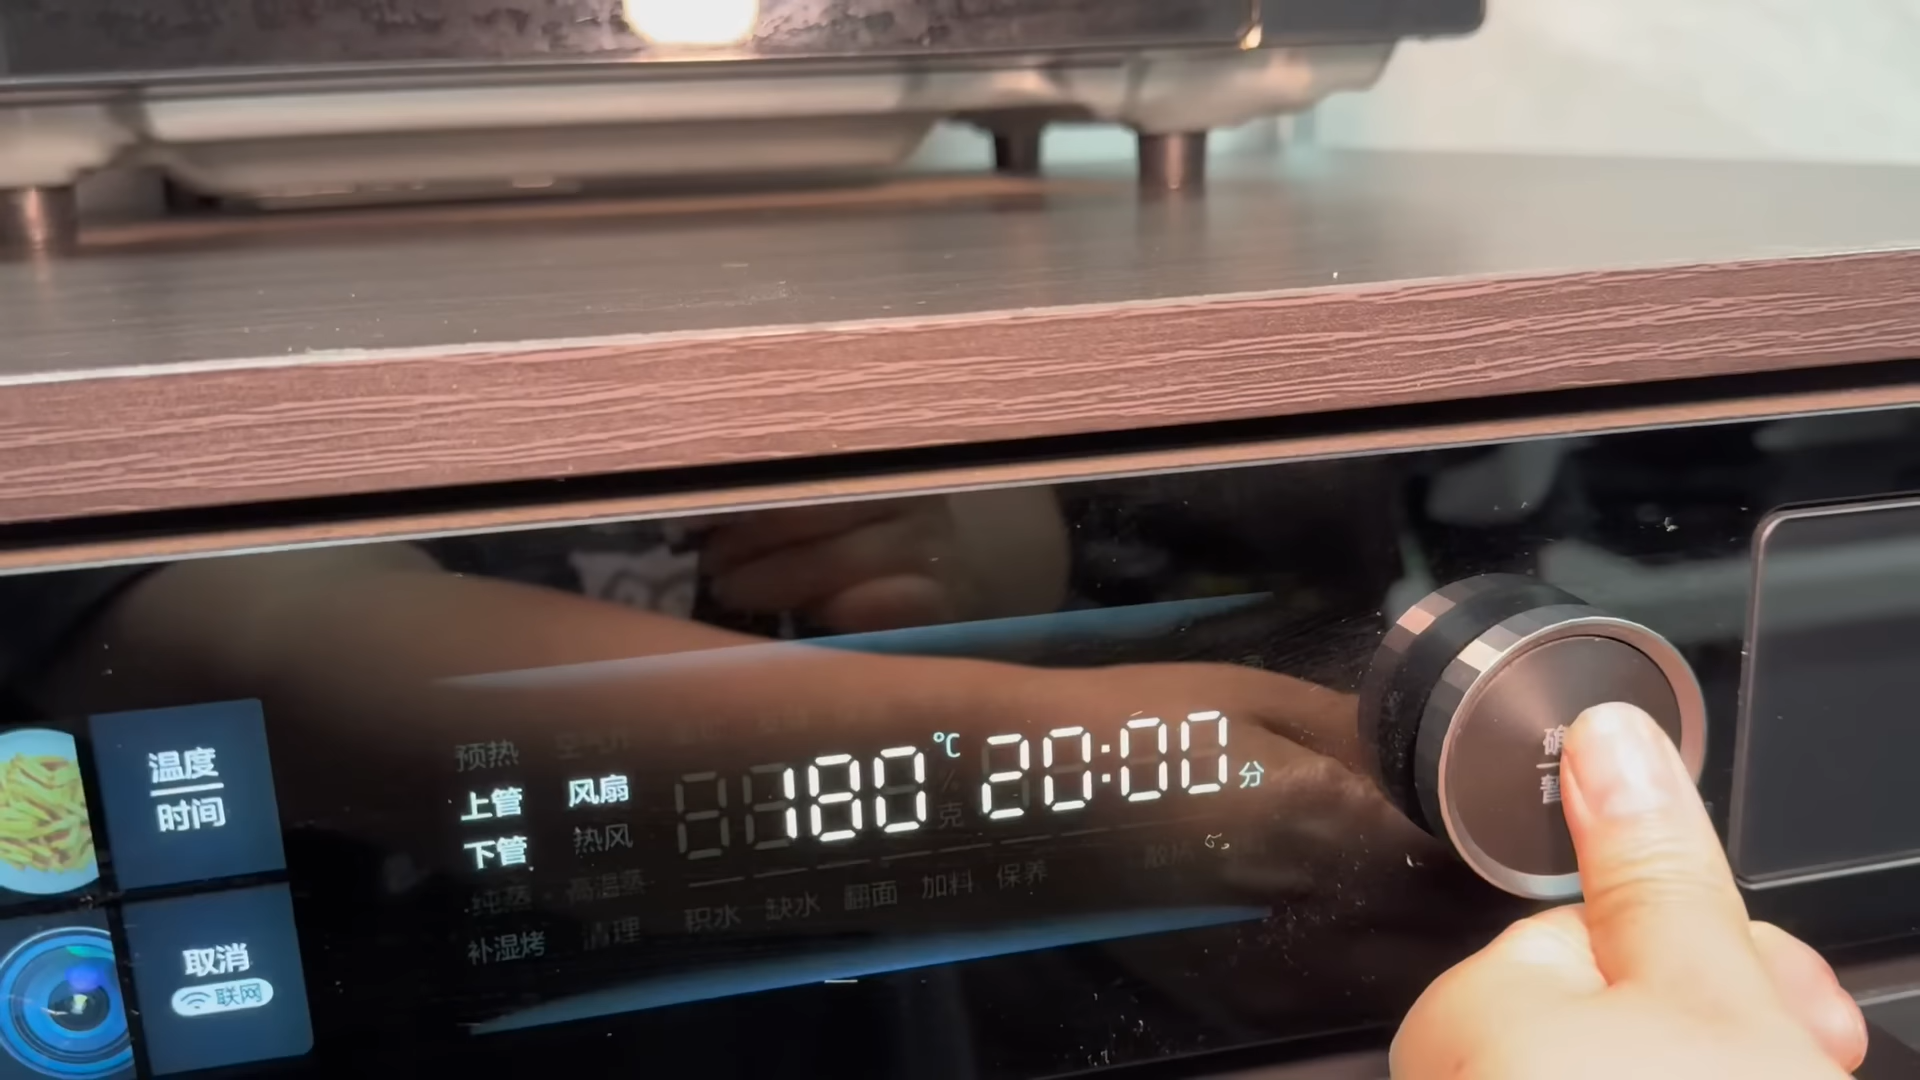 温度
时间
取消
联网
预热
上管 风扇
下管 热风
纯蒸 高温蒸
补湿烤 清理
180 ℃ 20:00 分
克
积水 缺水 翻面 加料 保养